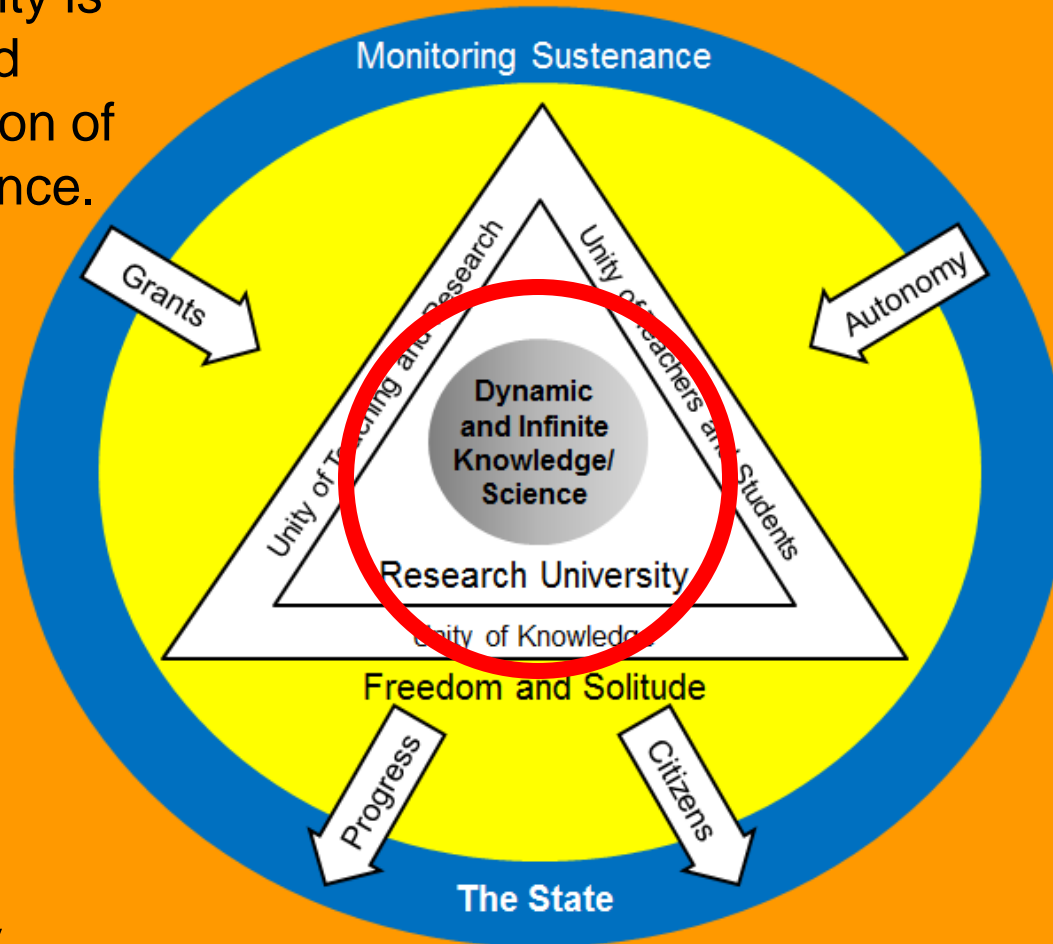 ity is
d
on of
nce.
Monitoring Sustenance
Grants
Autonomy
Unity of Teaching and Research
Unity of Teachers and Students
Dynamic
and Infinite
Knowledge/
Science
Research University
Unity of Knowledge
Freedom and Solitude
Progress
Citizens
The State